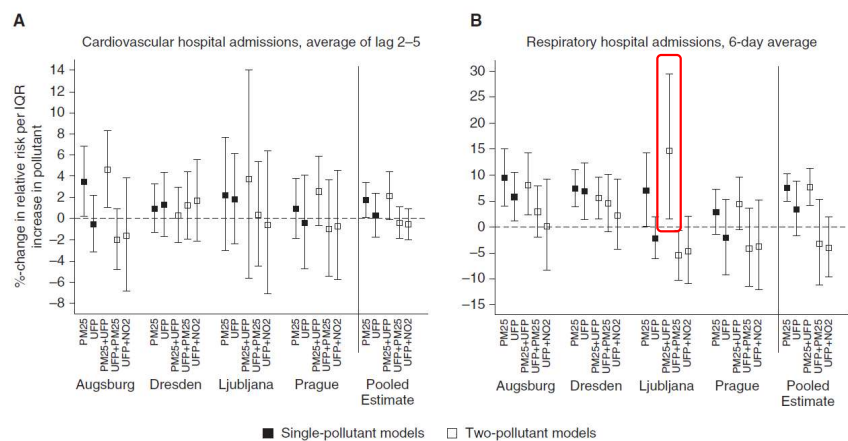 A
B
Cardiovascular hospital admissions, average of lag 2–5
Respiratory hospital admissions, 6-day average
%-change in relative risk per IQR
increase in pollutant
14
12
10
8
6
4
2
0
−2
−4
−6
−8
30
25
20
15
10
5
0
−5
−10
−15
PM25
UFP
PM25+UFP
UFP+PM25
UFP+NO2
PM25
UFP
PM25+UFP
UFP+PM25
UFP+NO2
PM25
UFP
PM25+UFP
UFP+PM25
UFP+NO2
PM25
UFP
PM25+UFP
UFP+PM25
UFP+NO2
PM25
UFP
PM25+UFP
UFP+PM25
UFP+NO2
Augsburg
Dresden
Ljubljana
Prague
Pooled
Estimate
PM25
UFP
PM25+UFP
UFP+PM25
UFP+NO2
PM25
UFP
PM25+UFP
UFP+PM25
UFP+NO2
PM25
UFP
PM25+UFP
UFP+PM25
UFP+NO2
PM25
UFP
PM25+UFP
UFP+PM25
UFP+NO2
PM25
UFP
PM25+UFP
UFP+PM25
UFP+NO2
Augsburg
Dresden
Ljubljana
Prague
Pooled
Estimate
Single-pollutant models
Two-pollutant models